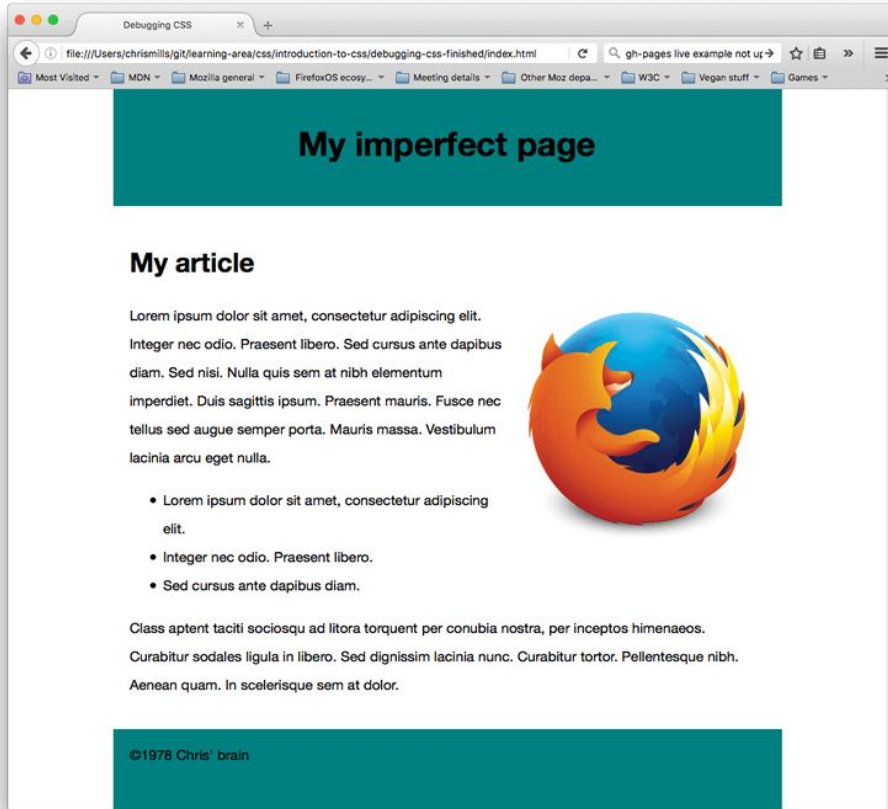 Debugging CSS
file:///Users/chrismills/git/learning-area/css/introduction-to-css/debugging-css-finished/index.html
gh-pages live example not up
Most Visited MDN Mozilla general FirefoxOS ecosy... Meeting details Other Moz depa... W3C Vegan stuff Games
My imperfect page
My article
Lorem ipsum dolor sit amet, consectetur adipiscing elit.
Integer nec odio. Praesent libero. Sed cursus ante dapibus
diam. Sed nisi. Nulla quis sem at nibh elementum
imperdiet. Duis sagittis ipsum. Praesent mauris. Fusce nec
tellus sed augue semper porta. Mauris massa. Vestibulum
lacinia arcu eget nulla.
• Lorem ipsum dolor sit amet, consectetur adipiscing
elit.
• Integer nec odio. Praesent libero.
• Sed cursus ante dapibus diam.
Class aptent taciti sociosqu ad litora torquent per conubia nostra, per inceptos himenaeos.
Curabitur sodales ligula in libero. Sed dignissim lacinia nunc. Curabitur tortor. Pellentesque nibh.
Aenean quam. In scelerisque sem at dolor.
©1978 Chris' brain